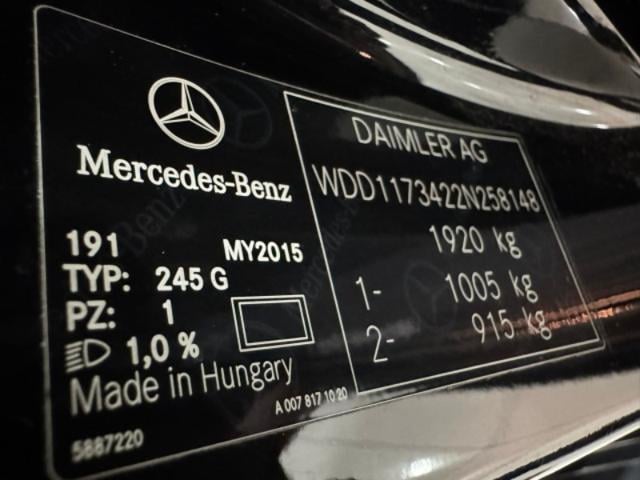 Mercedes-Benz
191 MY2015
TYP: 245 G
PZ: 1
1,0 %
Made in Hungary
A 007 817 10 20
5887220
DAIMLER AG
WDD1173422N258148
1920 kg
1- 1005 kg
2- 915 kg